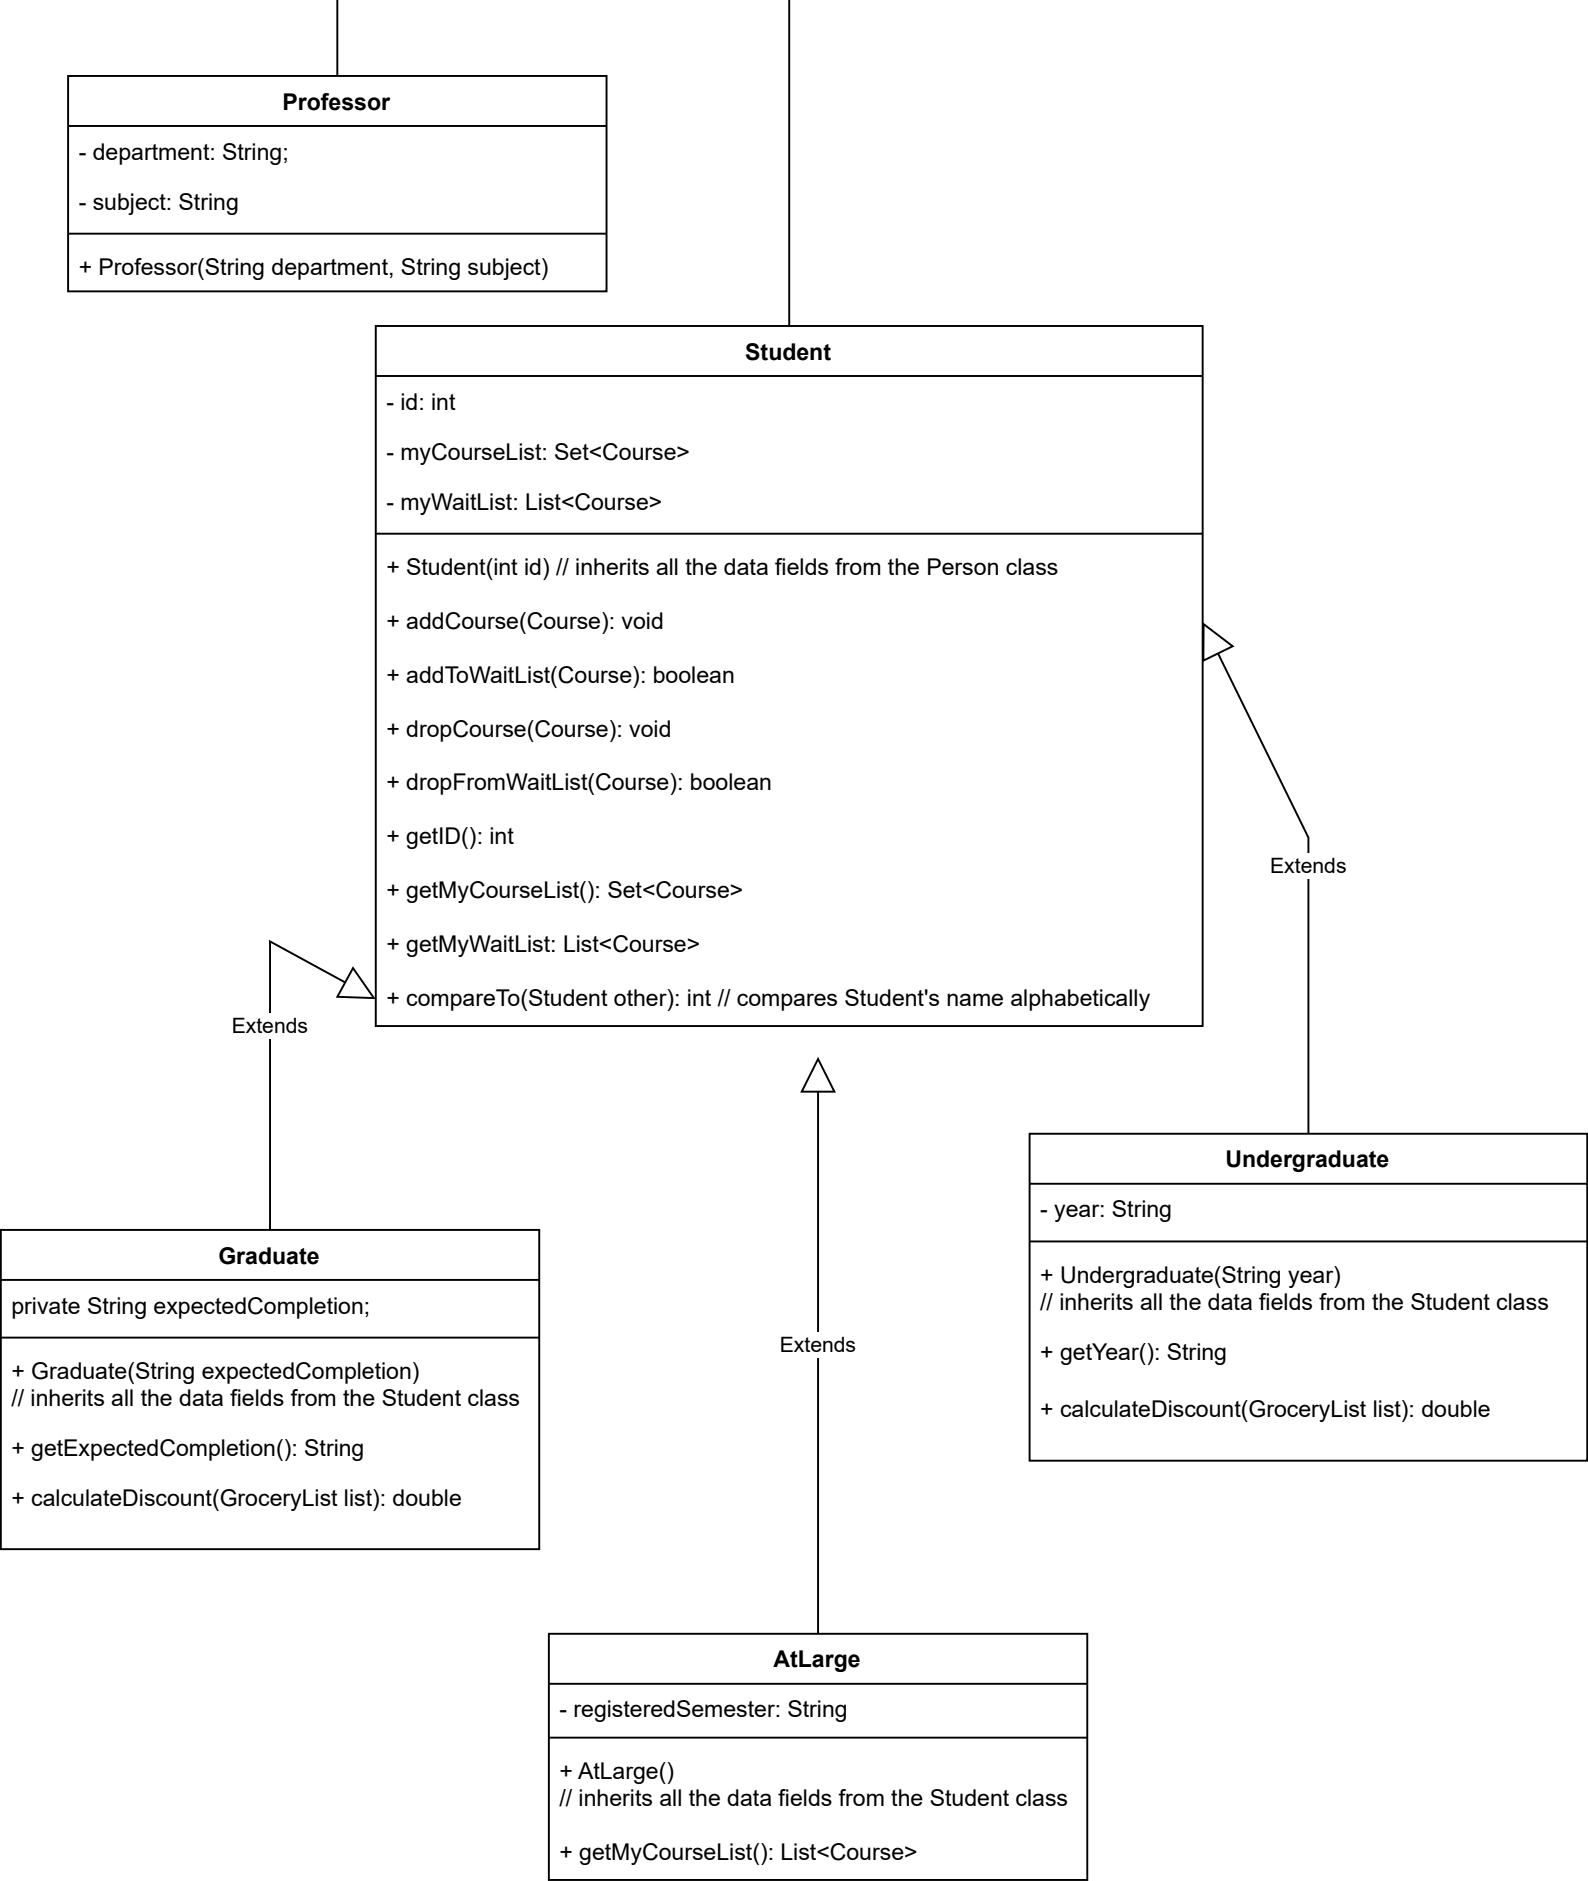 Professor
- department: String;
- subject: String
+ Professor(String department, String subject)
Student
- id: int
- myCourseList: Set<Course>
- myWaitList: List<Course>
+ Student(int id) // inherits all the data fields from the Person class
+ addCourse(Course): void
+ addToWaitList(Course): boolean
+ dropCourse(Course): void
+ dropFromWaitList(Course): boolean
+ getID(): int
+ getMyCourseList(): Set<Course>
+ getMyWaitList: List<Course>
+ compareTo(Student other): int // compares Student's name alphabetically
Extends
Extends
Extends
Graduate
private String expectedCompletion;
+ Graduate(String expectedCompletion)
// inherits all the data fields from the Student class
+ getExpectedCompletion(): String
+ calculateDiscount(GroceryList list): double
Undergraduate
- year: String
+ Undergraduate(String year)
// inherits all the data fields from the Student class
+ getYear(): String
+ calculateDiscount(GroceryList list): double
AtLarge
- registeredSemester: String
+ AtLarge()
// inherits all the data fields from the Student class
+ getMyCourseList(): List<Course>